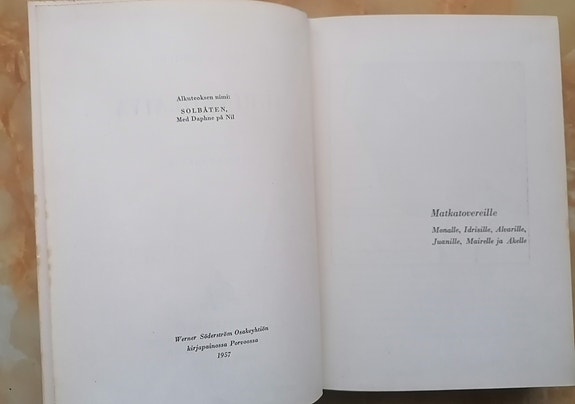 Alkuteoksen nimi:
SOLBÅTEN,
Med Daphne på Nil
Werner Söderström Osakeyhtiön
kirjapainossa Porvoossa
1957
Matkatovereille
Monalle, Idrisille, Alvarille,
Juanille, Mairelle ja Akelle